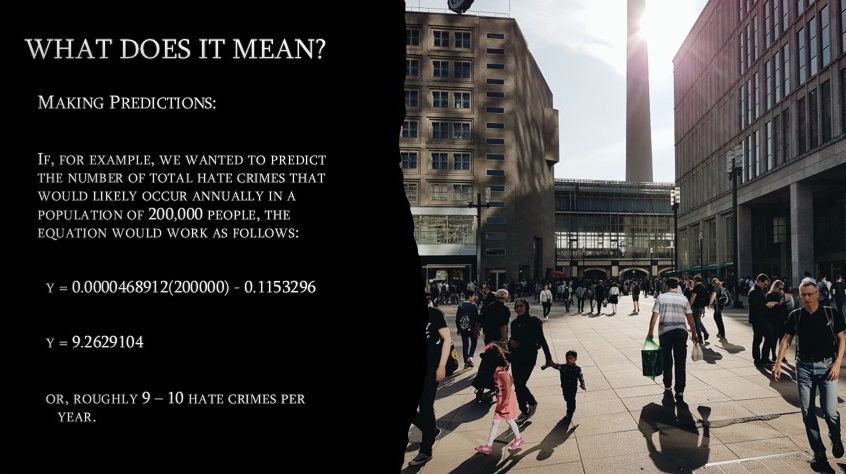 WHAT DOES IT MEAN?
MAKING PREDICTIONS:
IF, FOR EXAMPLE, WE WANTED TO PREDICT
THE NUMBER OF TOTAL HATE CRIMES THAT
WOULD LIKELY OCCUR ANNUALLY IN A
POPULATION OF 200,000 PEOPLE, THE
EQUATION WOULD WORK AS FOLLOWS:
Y = 0.0000468912(200000) - 0.1153296
Y = 9.2629104
OR, ROUGHLY 9 – 10 HATE CRIMES PER
YEAR.